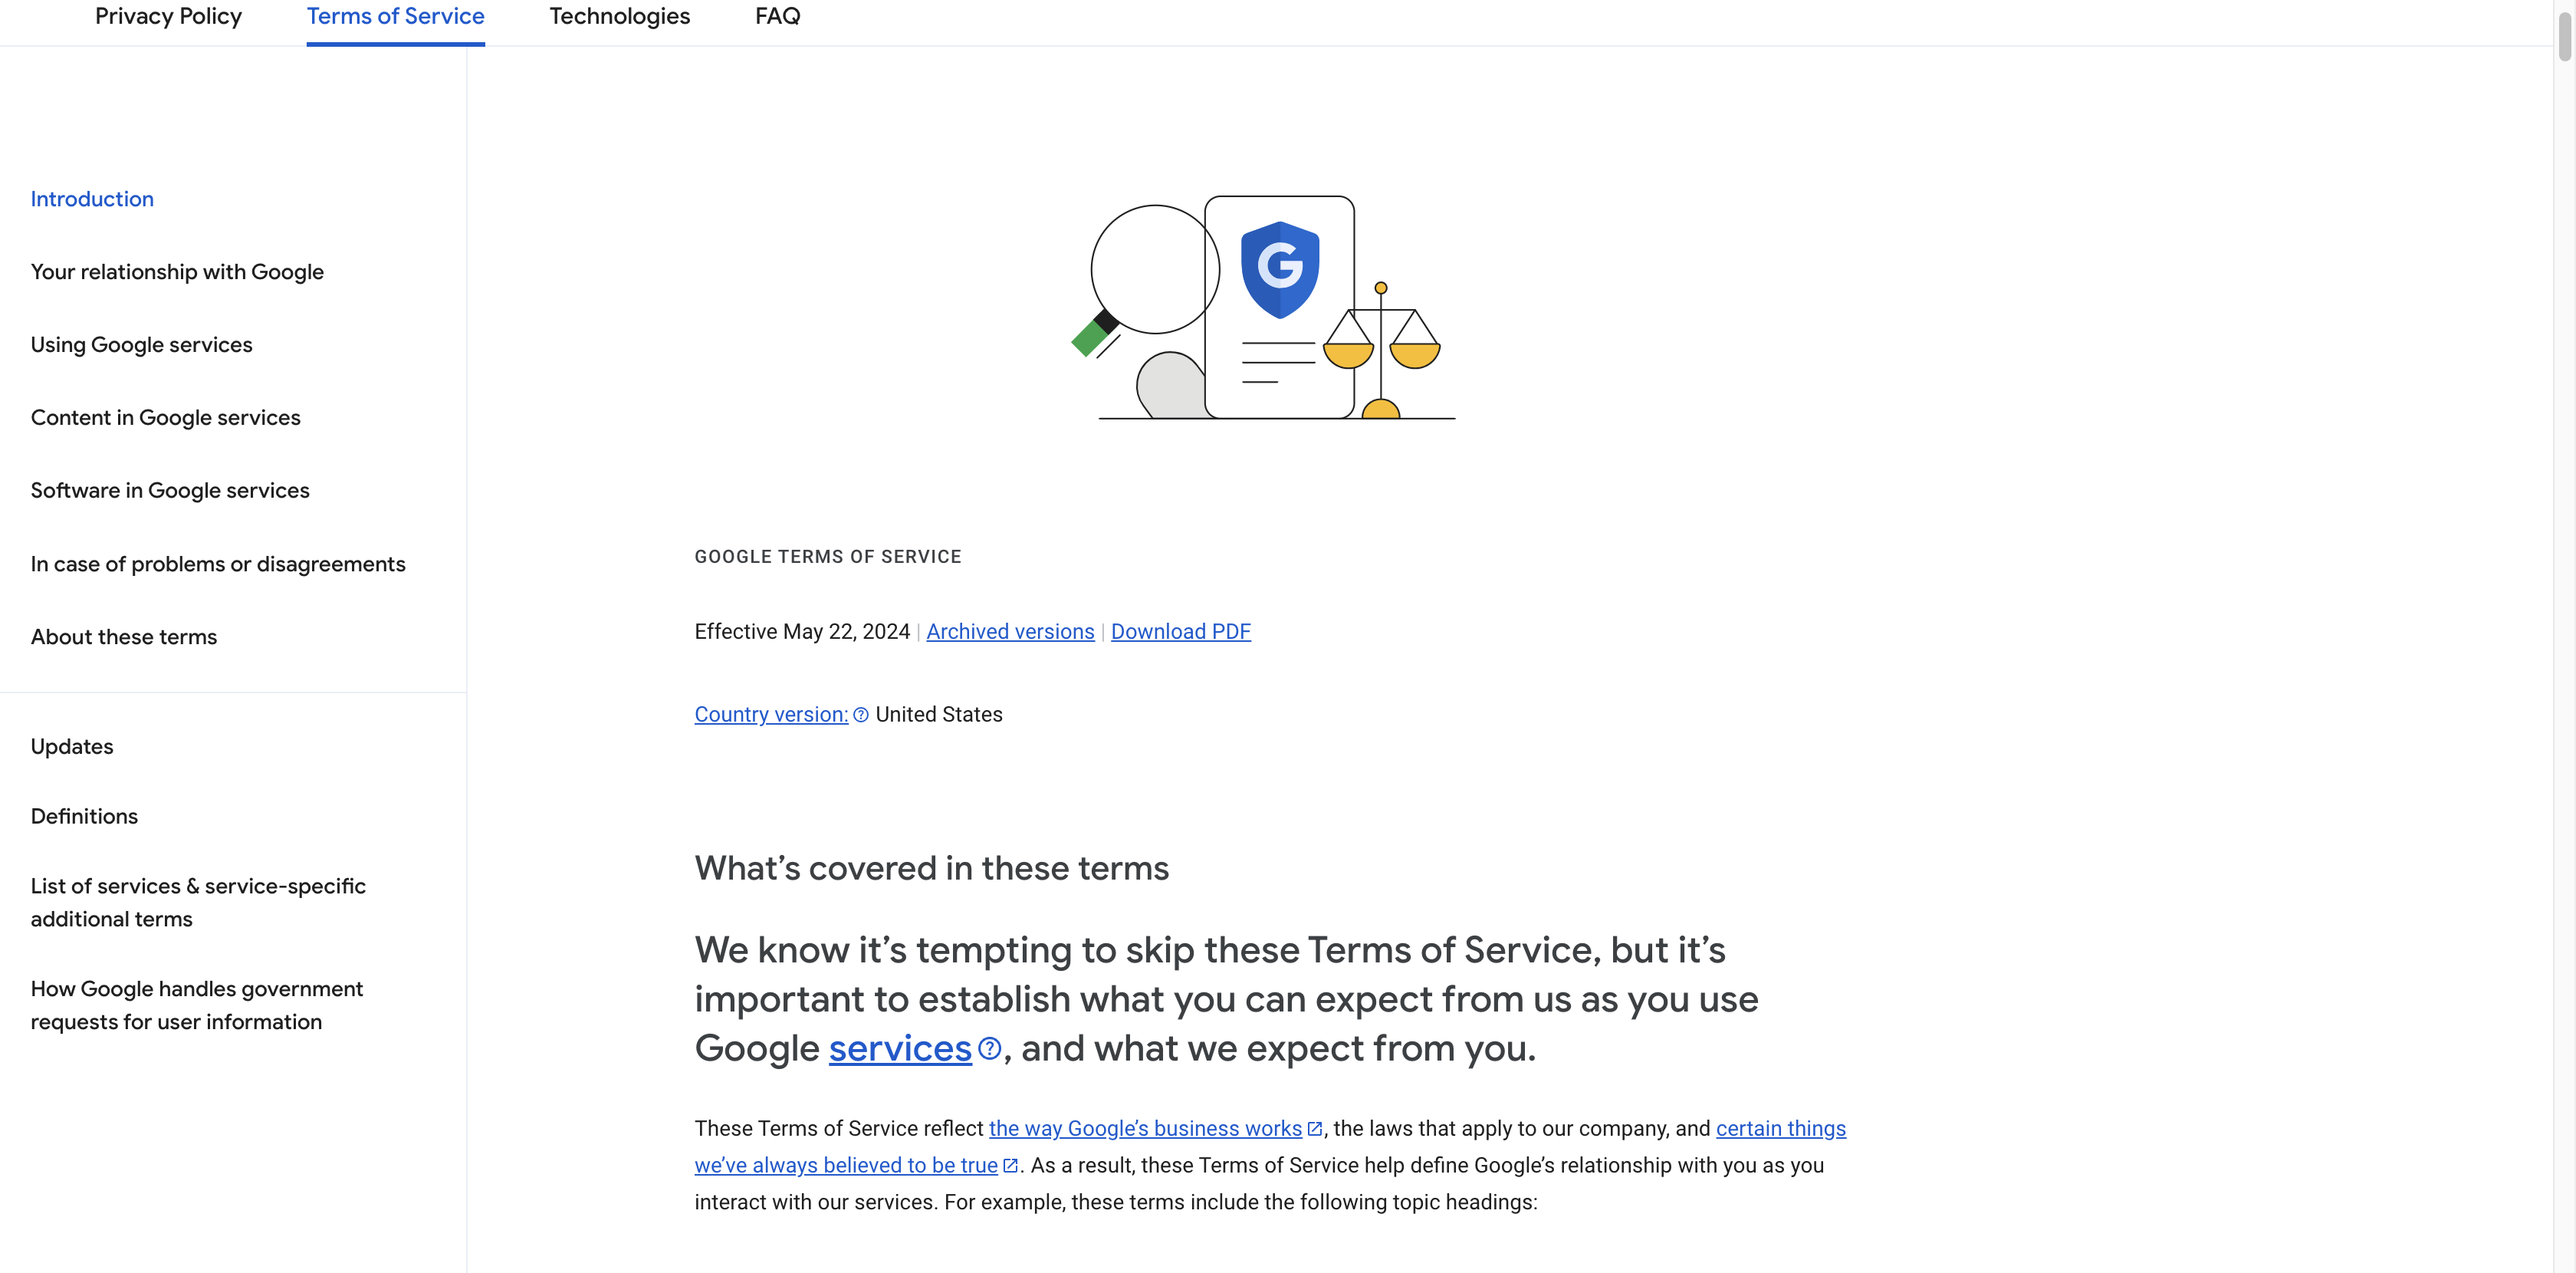 Privacy Policy
Terms of Service
Technologies
FAQ
Introduction
Your relationship with Google
Using Google services
Content in Google services
Software in Google services
In case of problems or disagreements
About these terms
Updates
Definitions
List of services & service-specific
additional terms
How Google handles government
requests for user information
G
GOOGLE TERMS OF SERVICE
Effective May 22, 2024 | Archived versions | Download PDF
Country version: United States
What’s covered in these terms
We know it’s tempting to skip these Terms of Service, but it’s
important to establish what you can expect from us as you use
Google services, and what we expect from you.
These Terms of Service reflect the way Google’s business works, the laws that apply to our company, and certain things
we’ve always believed to be true. As a result, these Terms of Service help define Google’s relationship with you as you
interact with our services. For example, these terms include the following topic headings: